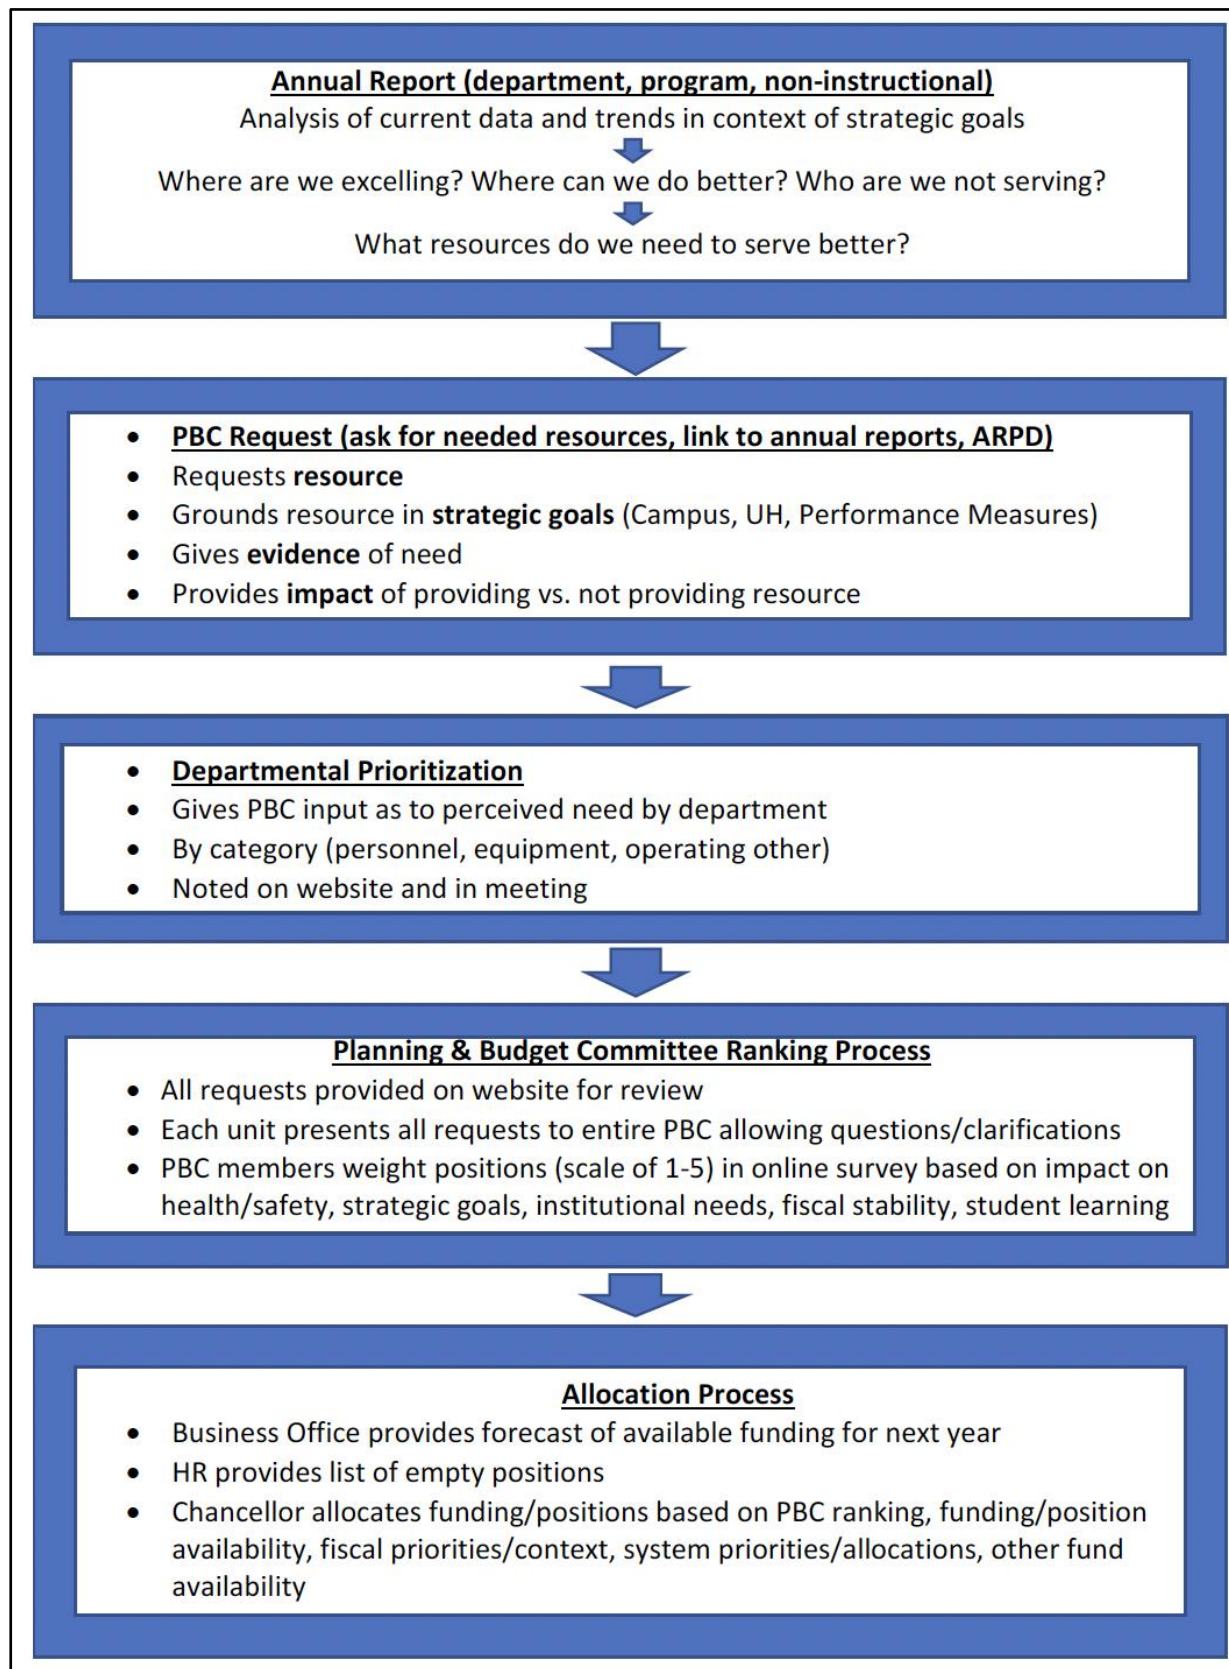 Annual Report (department, program, non-instructional)
Analysis of current data and trends in context of strategic goals
Where are we excelling? Where can we do better? Who are we not serving?
What resources do we need to serve better?
• PBC Request (ask for needed resources, link to annual reports, ARPD)
• Requests resource
• Grounds resource in strategic goals (Campus, UH, Performance Measures)
• Gives evidence of need
• Provides impact of providing vs. not providing resource
• Departmental Prioritization
• Gives PBC input as to perceived need by department
• By category (personnel, equipment, operating other)
• Noted on website and in meeting
Planning & Budget Committee Ranking Process
• All requests provided on website for review
• Each unit presents all requests to entire PBC allowing questions/clarifications
• PBC members weight positions (scale of 1-5) in online survey based on impact on
health/safety, strategic goals, institutional needs, fiscal stability, student learning
Allocation Process
• Business Office provides forecast of available funding for next year
• HR provides list of empty positions
• Chancellor allocates funding/positions based on PBC ranking, funding/position
availability, fiscal priorities/context, system priorities/allocations, other fund
availability